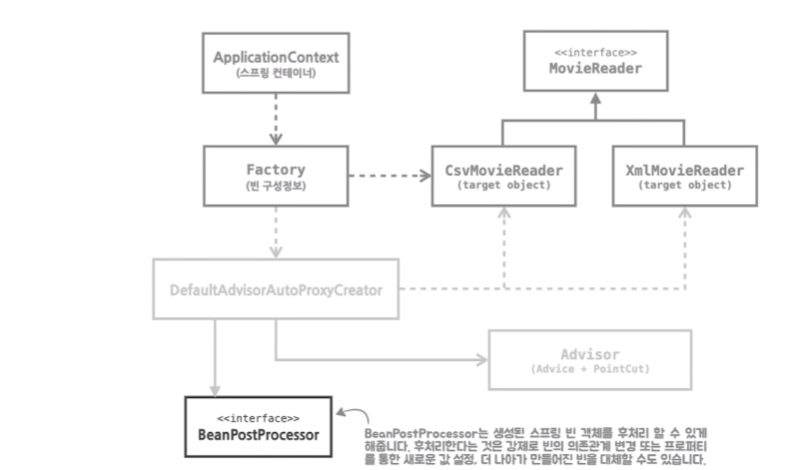 ApplicationContext
(스프링 컨테이너)
<<interface>>
MovieReader
Factory
(빈 구성정보)
CsvMovieReader
(target object)
XmlMovieReader
(target object)
DefaultAdvisorAutoProxyCreator
Advisor
(Advice + PointCut)
<<interface>>
BeanPostProcessor
BeanPostProcessor는 생성된 스프링 빈 객체를 후처리 할 수 있게
해줍니다. 후처리한다는 것은 강제로 빈의 의존관계 변경 또는 프로퍼티
를 통한 새로운 값 설정, 더 나아가 만들어진 빈을 대체할 수도 있습니다.